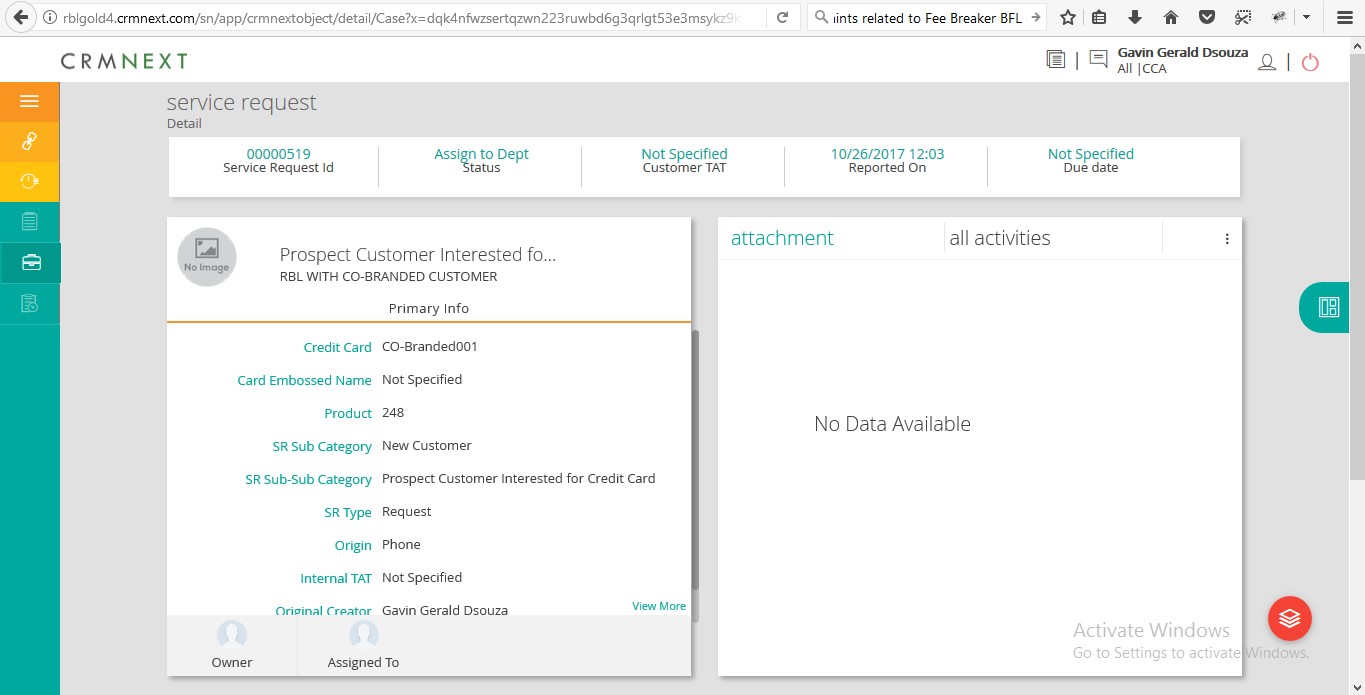 rblgold4.crmnext.com/sn/app/crmnextobject/detail/Case?x=dqk4nfwzsertqzwn223ruwbd6g3qrlgt53e3msykz9k
ints related to Fee Breaker BFL
CRMNEXT
Gavin Gerald Dsouza
All |CCA
service request
Detail
00000519
Service Request Id
Assign to Dept
Status
Not Specified
Customer TAT
10/26/2017 12:03
Reported On
Not Specified
Due date
No Image
Prospect Customer Interested fo...
RBL WITH CO-BRANDED CUSTOMER
Primary Info
Credit Card CO-Branded001
Card Embossed Name Not Specified
Product 248
SR Sub Category New Customer
SR Sub-Sub Category Prospect Customer Interested for Credit Card
SR Type Request
Origin Phone
Internal TAT Not Specified
Original Creator Gavin Gerald Dsouza
View More
Owner
Assigned To
attachment
all activities
No Data Available
Activate Windows
Go to Settings to activate Windows.